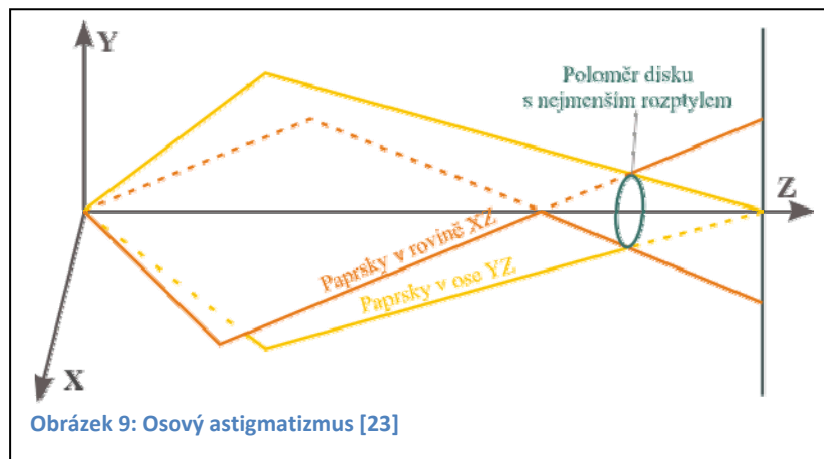 Y
Poloměr disku
s nejmenším rozptylem
Z
Paprsky v rovině XZ
Paprsky v ose YZ
X
Obrázek 9: Osový astigmatizmus [23]